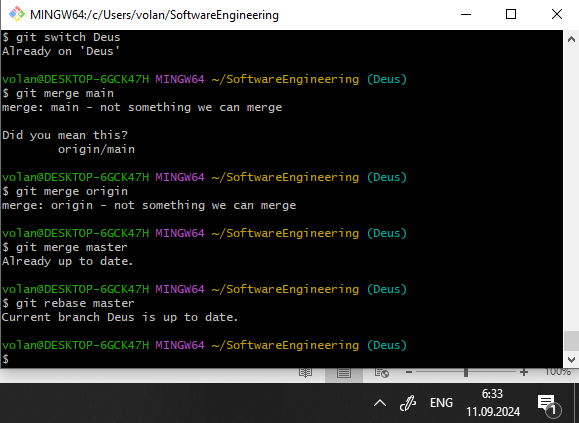 MINGW64:/c/Users/volan/SoftwareEngineering
$ git switch Deus
Already on 'Deus'
volan@DESKTOP-6GCK47H MINGW64 ~/SoftwareEngineering (Deus)
$ git merge main
merge: main - not something we can merge
Did you mean this?
origin/main
volan@DESKTOP-6GCK47H MINGW64 ~/SoftwareEngineering (Deus)
$ git merge origin
merge: origin - not something we can merge
volan@DESKTOP-6GCK47H MINGW64 ~/SoftwareEngineering (Deus)
$ git merge master
Already up to date.
volan@DESKTOP-6GCK47H MINGW64 ~/SoftwareEngineering (Deus)
$ git rebase master
Current branch Deus is up to date.
volan@DESKTOP-6GCK47H MINGW64 ~/SoftwareEngineering (Deus)
$
100%
ENG
6:33
11.09.2024
1